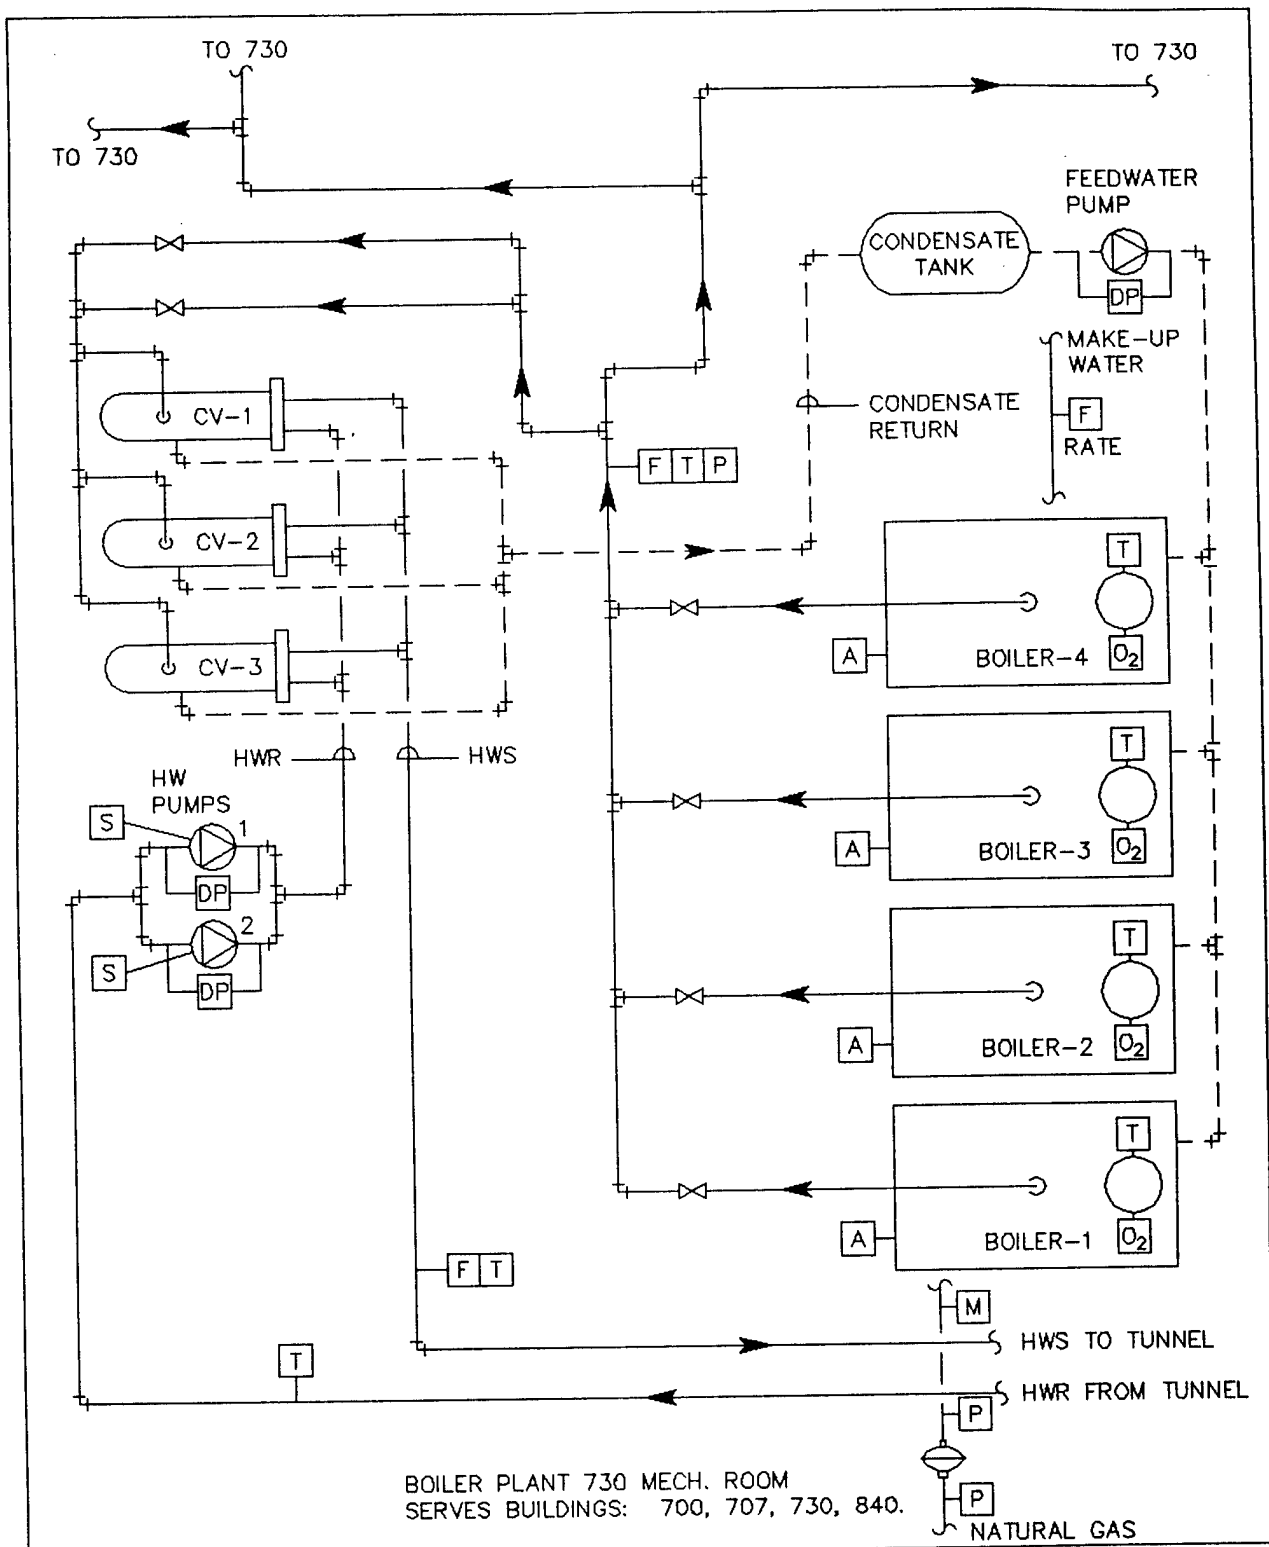 TO 730
TO 730
TO 730
FEEDWATER
PUMP
CONDENSATE
TANK
DP
MAKE-UP
WATER
F
RATE
CONDENSATE
RETURN
CV-1
F T P
CV-2
CV-3
T
A
BOILER-4
O₂
HWR
HWS
HW
PUMPS
S
1
DP
2
S
DP
T
A
BOILER-3
O₂
T
A
BOILER-2
O₂
T
A
BOILER-1
O₂
F T
M
HWS TO TUNNEL
T
HWR FROM TUNNEL
P
BOILER PLANT 730 MECH. ROOM
SERVES BUILDINGS: 700, 707, 730, 840.
P
NATURAL GAS